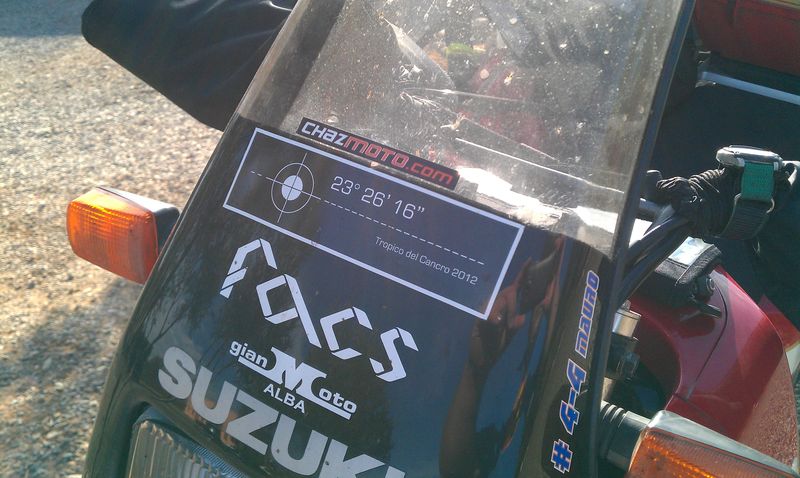 CHAZMOTO.com
23° 26' 16"
Tropico del Cancro 2012
FACS
gian Moto
ALBA
SUZUKI
# 4-4 MAURO